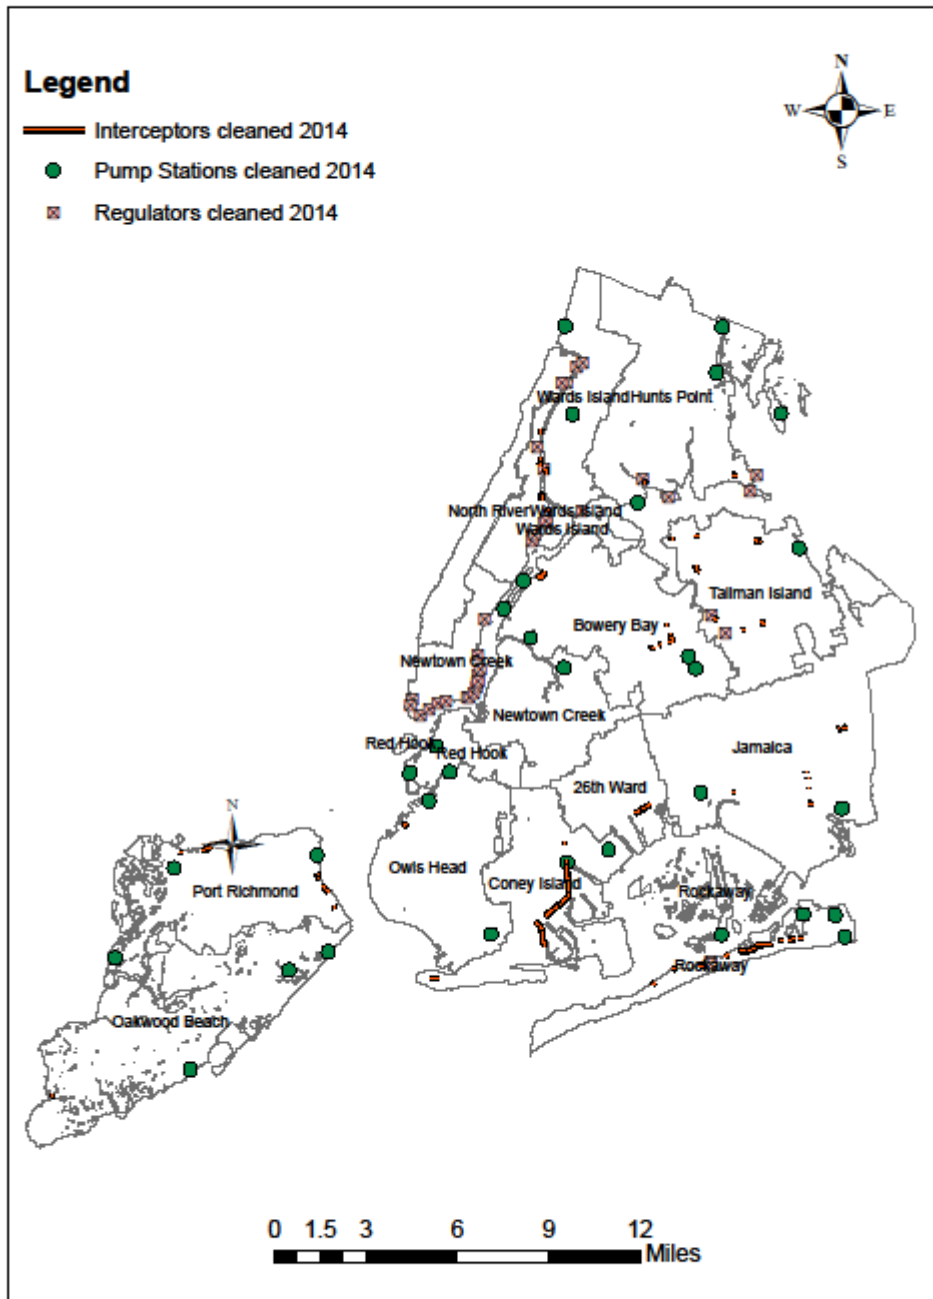 N
Legend
W E
Interceptors cleaned 2014
S
Pump Stations cleaned 2014
Regulators cleaned 2014
Wards Island Hunts Point
North River Wards Island
Wards Island
Tallman Island
Bowery Bay
Newtown Creek
Newtown Creek
Red Hook
Red Hook
Jamaica
26th Ward
N
Owls Head
Coney Island
Port Richmond
Rockaway
Rockaway
Oakwood Beach
0 1.5 3 6 9 12
Miles